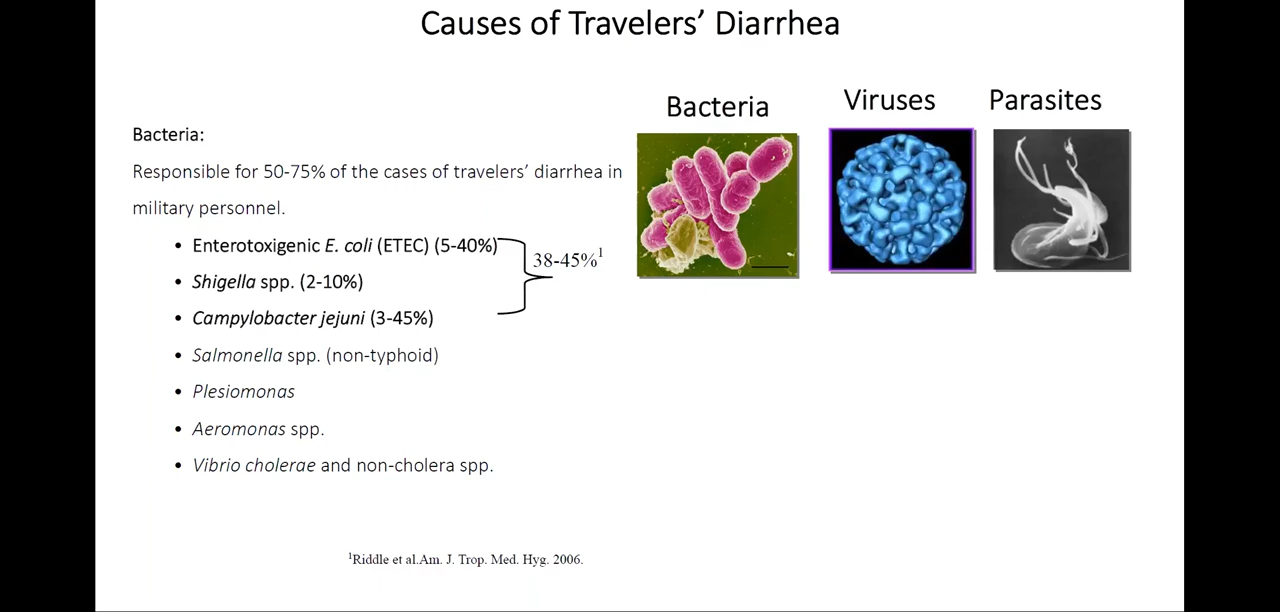 Causes of Travelers’ Diarrhea
Bacteria
Viruses
Parasites
Bacteria:
Responsible for 50-75% of the cases of travelers’ diarrhea in
military personnel.
• Enterotoxigenic E. coli (ETEC) (5-40%)
• Shigella spp. (2-10%)
• Campylobacter jejuni (3-45%)
38-45%¹
• Salmonella spp. (non-typhoid)
• Plesiomonas
• Aeromonas spp.
• Vibrio cholerae and non-cholera spp.
¹Riddle et al.Am. J. Trop. Med. Hyg. 2006.